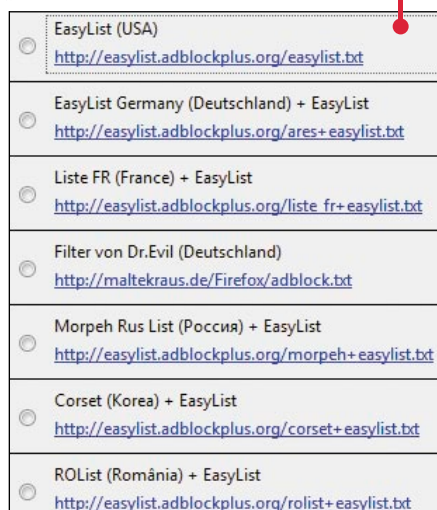 EasyList (USA)
http://easylist.adblockplus.org/easylist.txt
EasyList Germany (Deutschland) + EasyList
http://easylist.adblockplus.org/ares+easylist.txt
Liste FR (France) + EasyList
http://easylist.adblockplus.org/liste_fr+easylist.txt
Filter von Dr.Evil (Deutschland)
http://maltekraus.de/Firefox/adblock.txt
Morpeh Rus List (Россия) + EasyList
http://easylist.adblockplus.org/morpeh+easylist.txt
Corset (Korea) + EasyList
http://easylist.adblockplus.org/corset+easylist.txt
ROList (România) + EasyList
http://easylist.adblockplus.org/rolist+easylist.txt